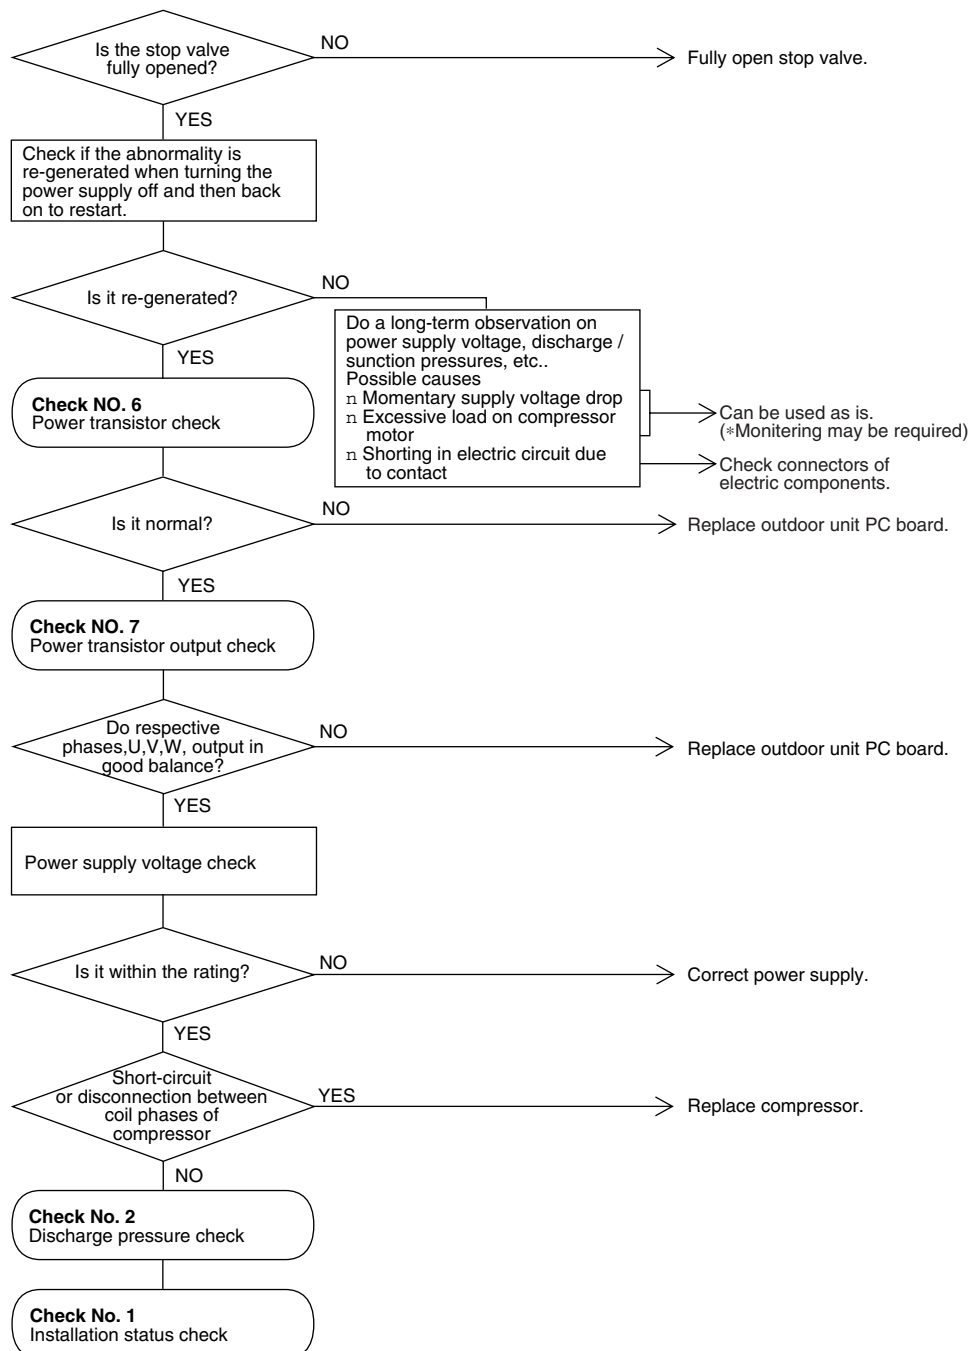 Is the stop valve
fully opened?
NO
Fully open stop valve.
YES
Check if the abnormality is
re-generated when turning the
power supply off and then back
on to restart.
Is it re-generated?
NO
Do a long-term observation on
power supply voltage, discharge /
sunction pressures, etc..
Possible causes
n Momentary supply voltage drop
n Excessive load on compressor
motor
n Shorting in electric circuit due
to contact
Can be used as is.
(*Monitering may be required)
Check connectors of
electric components.
YES
Check NO. 6
Power transistor check
Is it normal?
NO
Replace outdoor unit PC board.
YES
Check NO. 7
Power transistor output check
Do respective
phases,U,V,W, output in
good balance?
NO
Replace outdoor unit PC board.
YES
Power supply voltage check
Is it within the rating?
NO
Correct power supply.
YES
Short-circuit
or disconnection between
coil phases of
compressor
YES
Replace compressor.
NO
Check No. 2
Discharge pressure check
Check No. 1
Installation status check